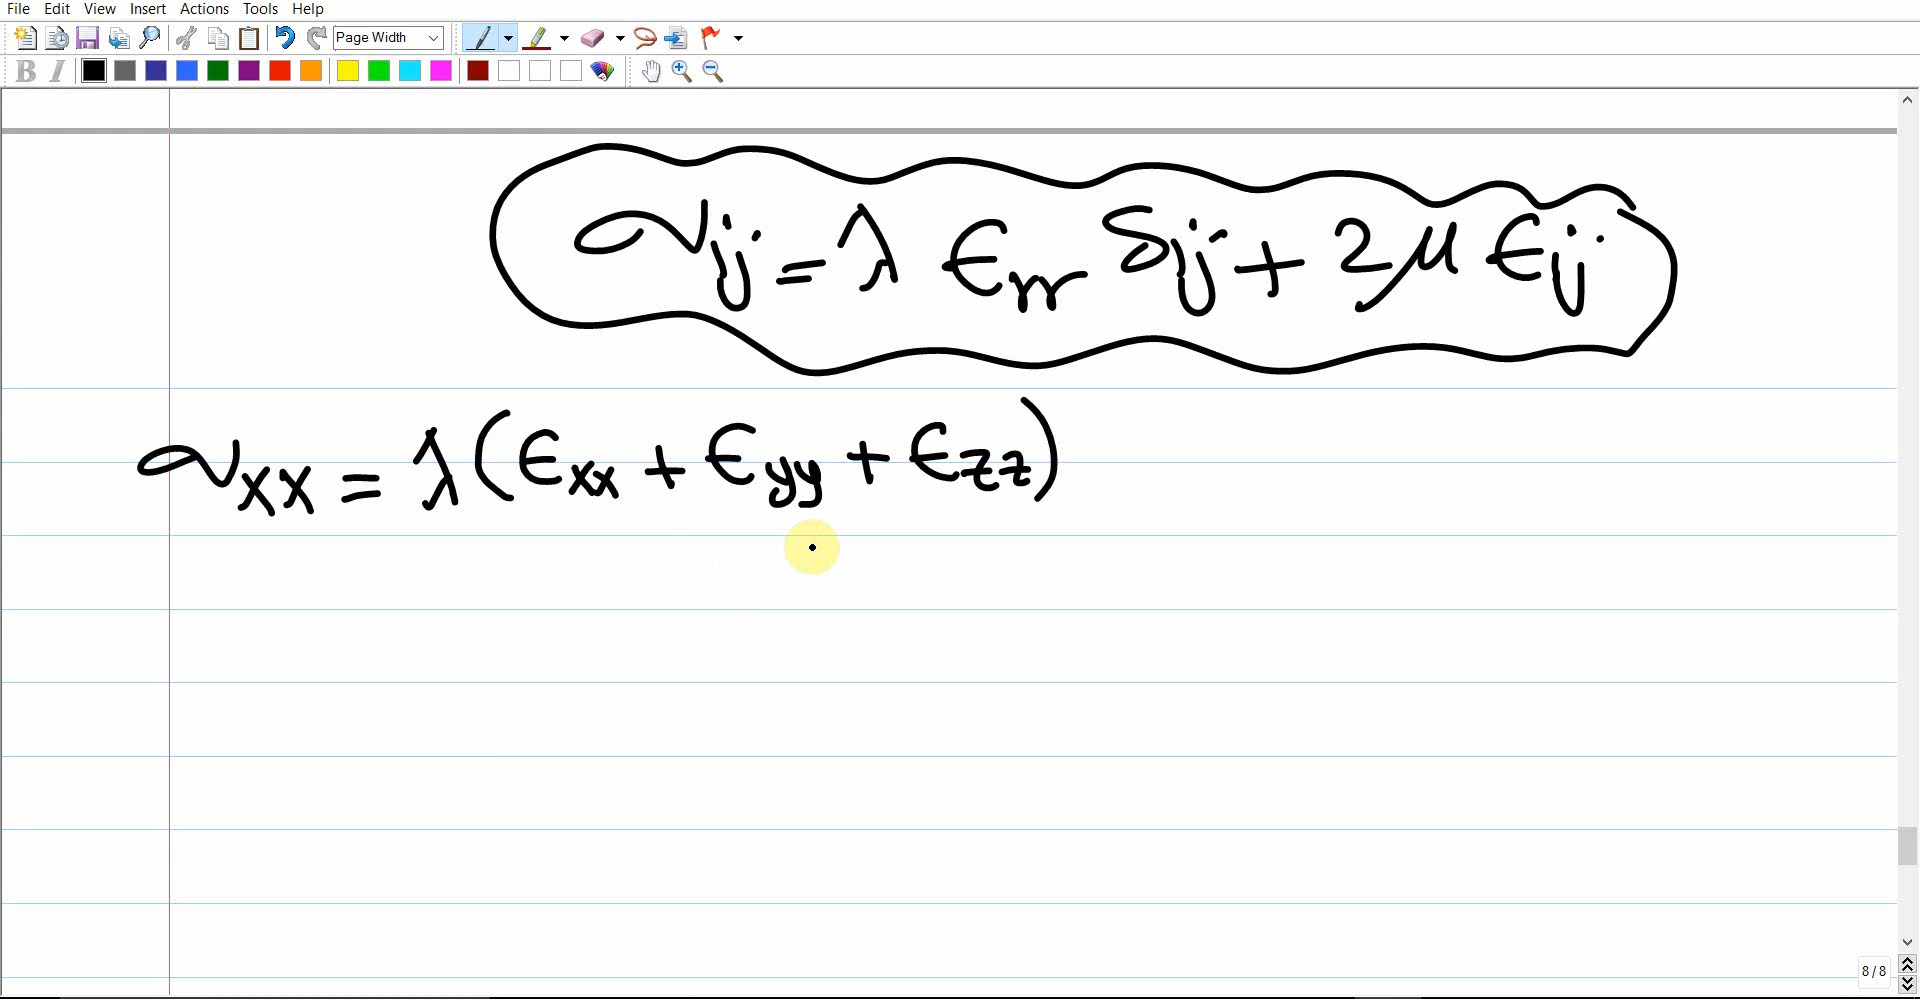 File Edit View Insert Actions Tools Help
Page Width
B I
σij = λ ϵrr δij + 2μ ϵij
σxx = λ(ϵxx + ϵyy + ϵzz)
8 / 8